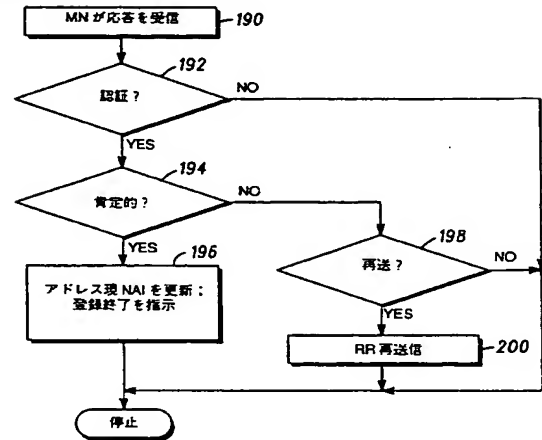 MNが応答を受信
190
192
認証？
NO
YES
194
肯定的？
NO
YES
196
198
再送？
NO
アドレス現NAIを更新：
登録終了を指示
YES
RR再送信
200
停止